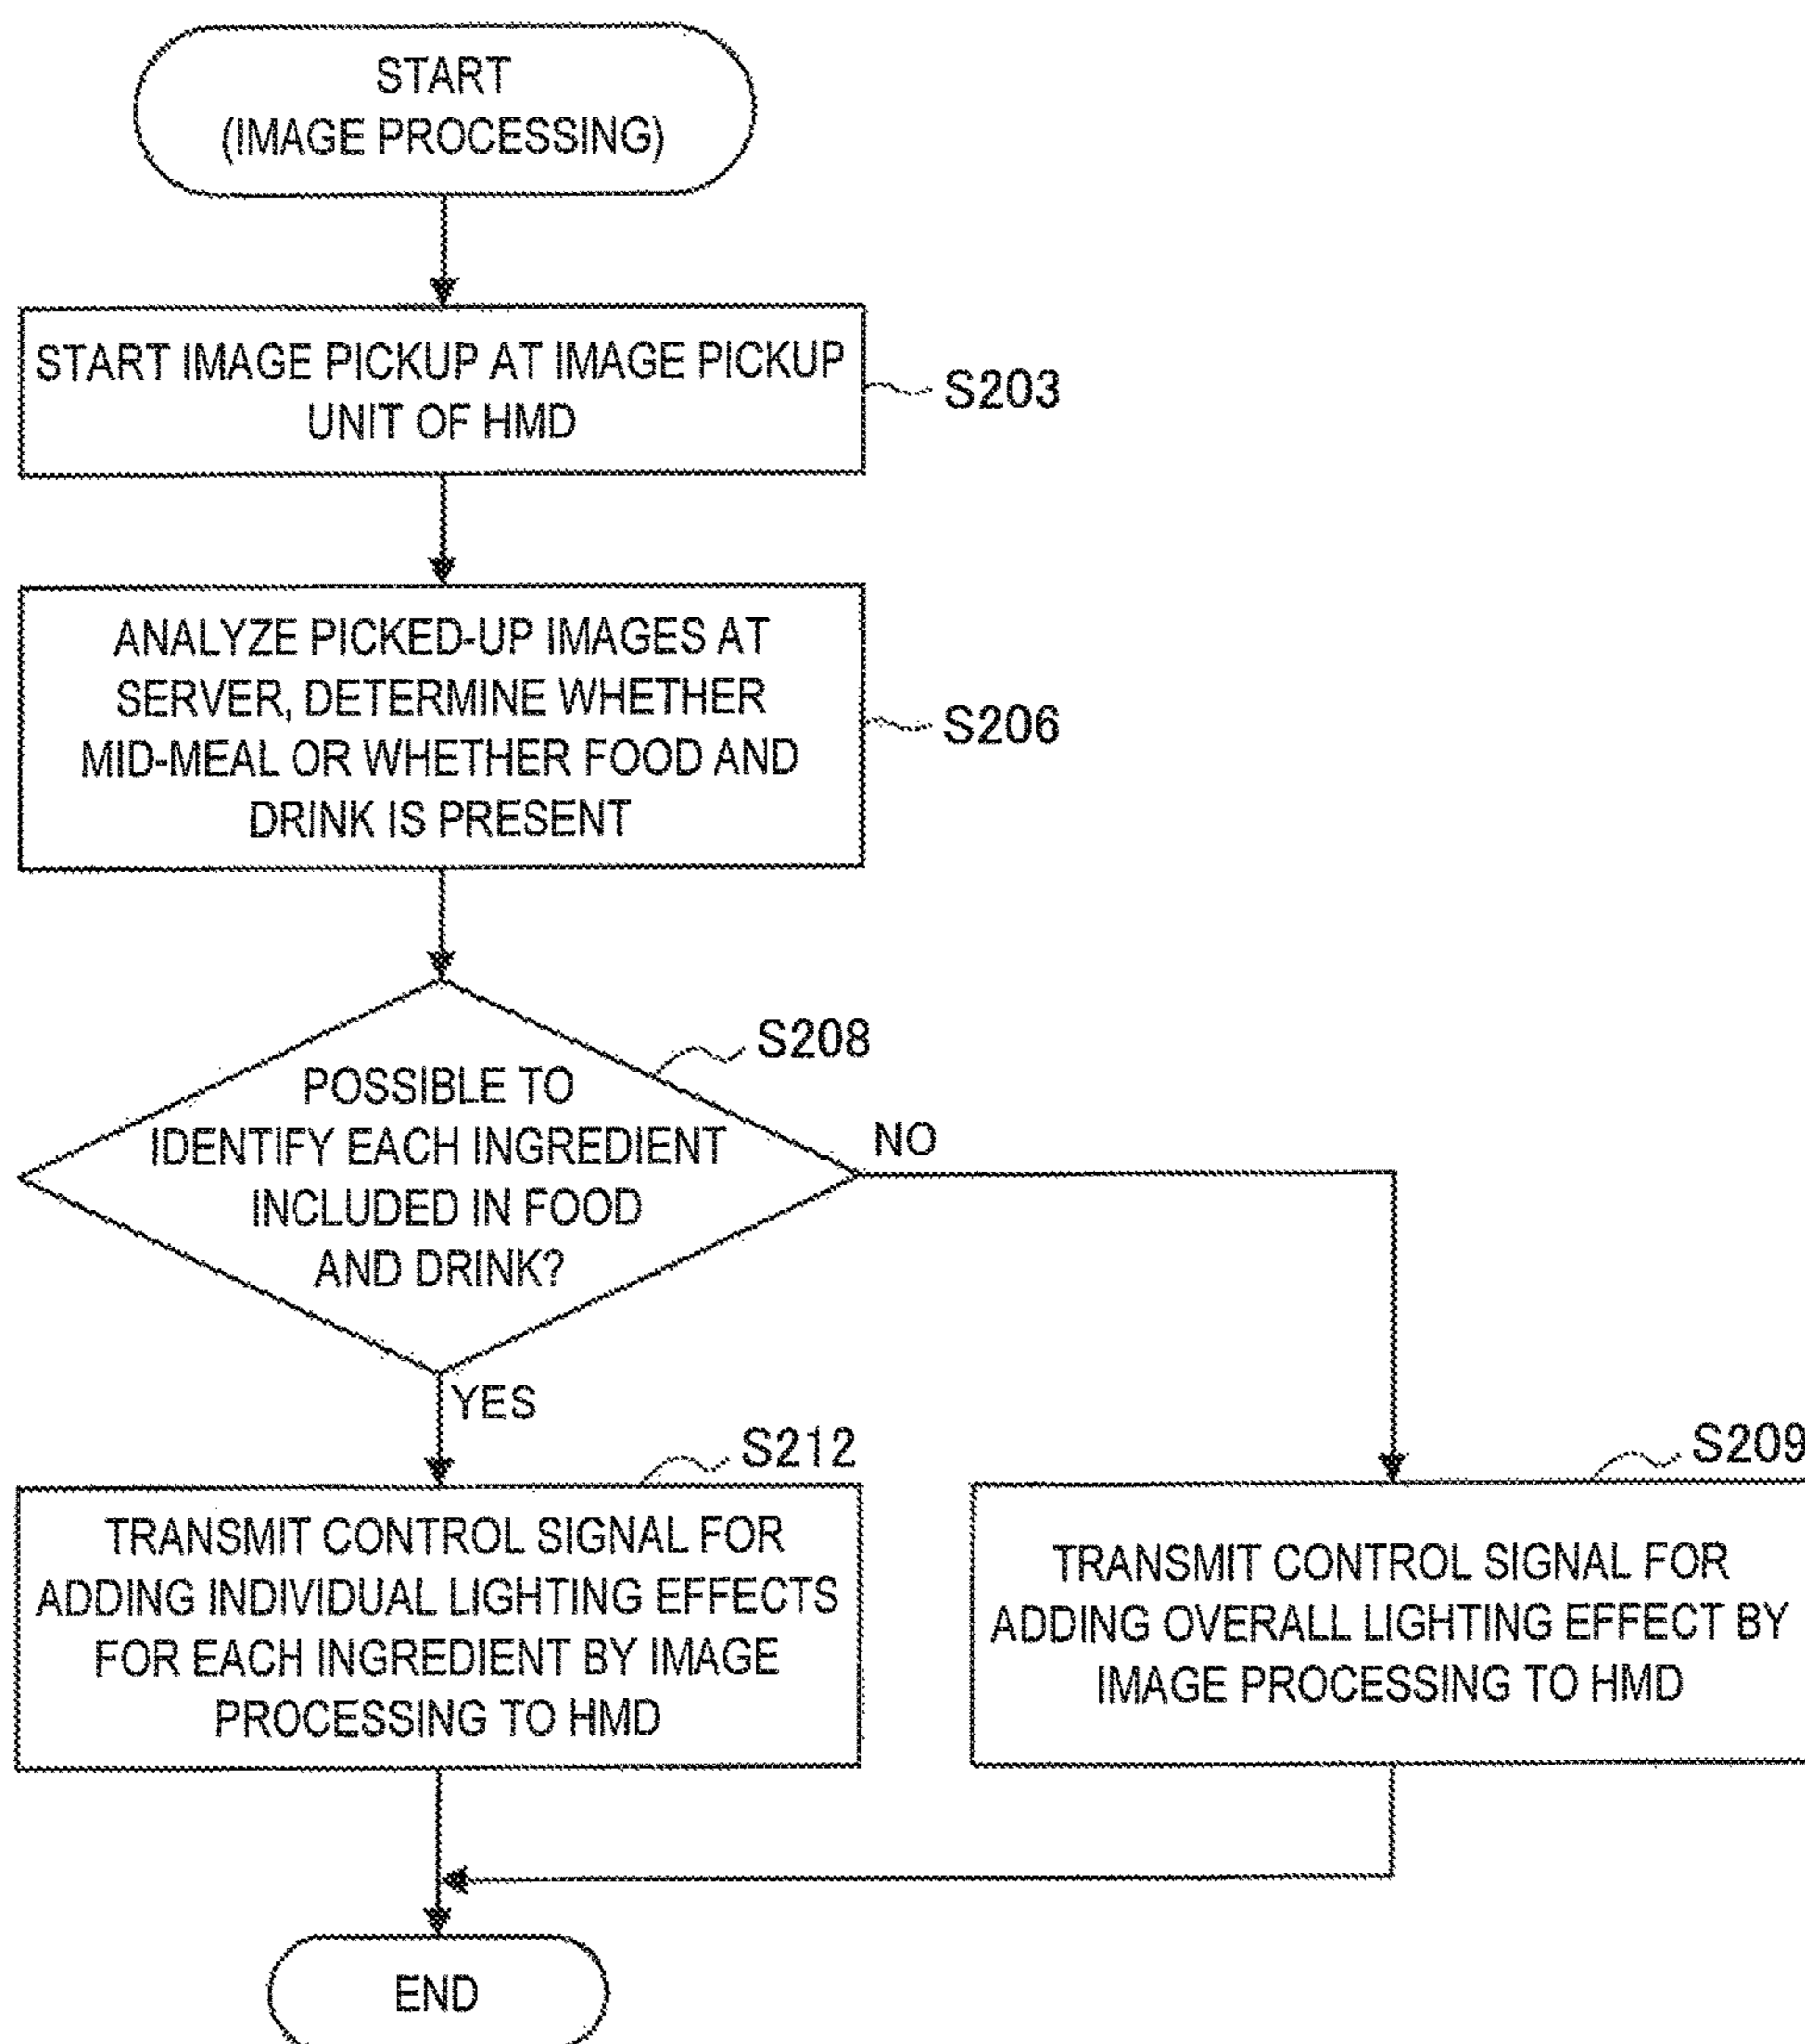 START
(IMAGE PROCESSING)
START IMAGE PICKUP AT IMAGE PICKUP
UNIT OF HMD
S203
ANALYZE PICKED-UP IMAGES AT
SERVER, DETERMINE WHETHER
MID-MEAL OR WHETHER FOOD AND
DRINK IS PRESENT
S206
S208
POSSIBLE TO
IDENTIFY EACH INGREDIENT
INCLUDED IN FOOD
AND DRINK?
NO
YES
S212
TRANSMIT CONTROL SIGNAL FOR
ADDING INDIVIDUAL LIGHTING EFFECTS
FOR EACH INGREDIENT BY IMAGE
PROCESSING TO HMD
S209
TRANSMIT CONTROL SIGNAL FOR
ADDING OVERALL LIGHTING EFFECT BY
IMAGE PROCESSING TO HMD
END